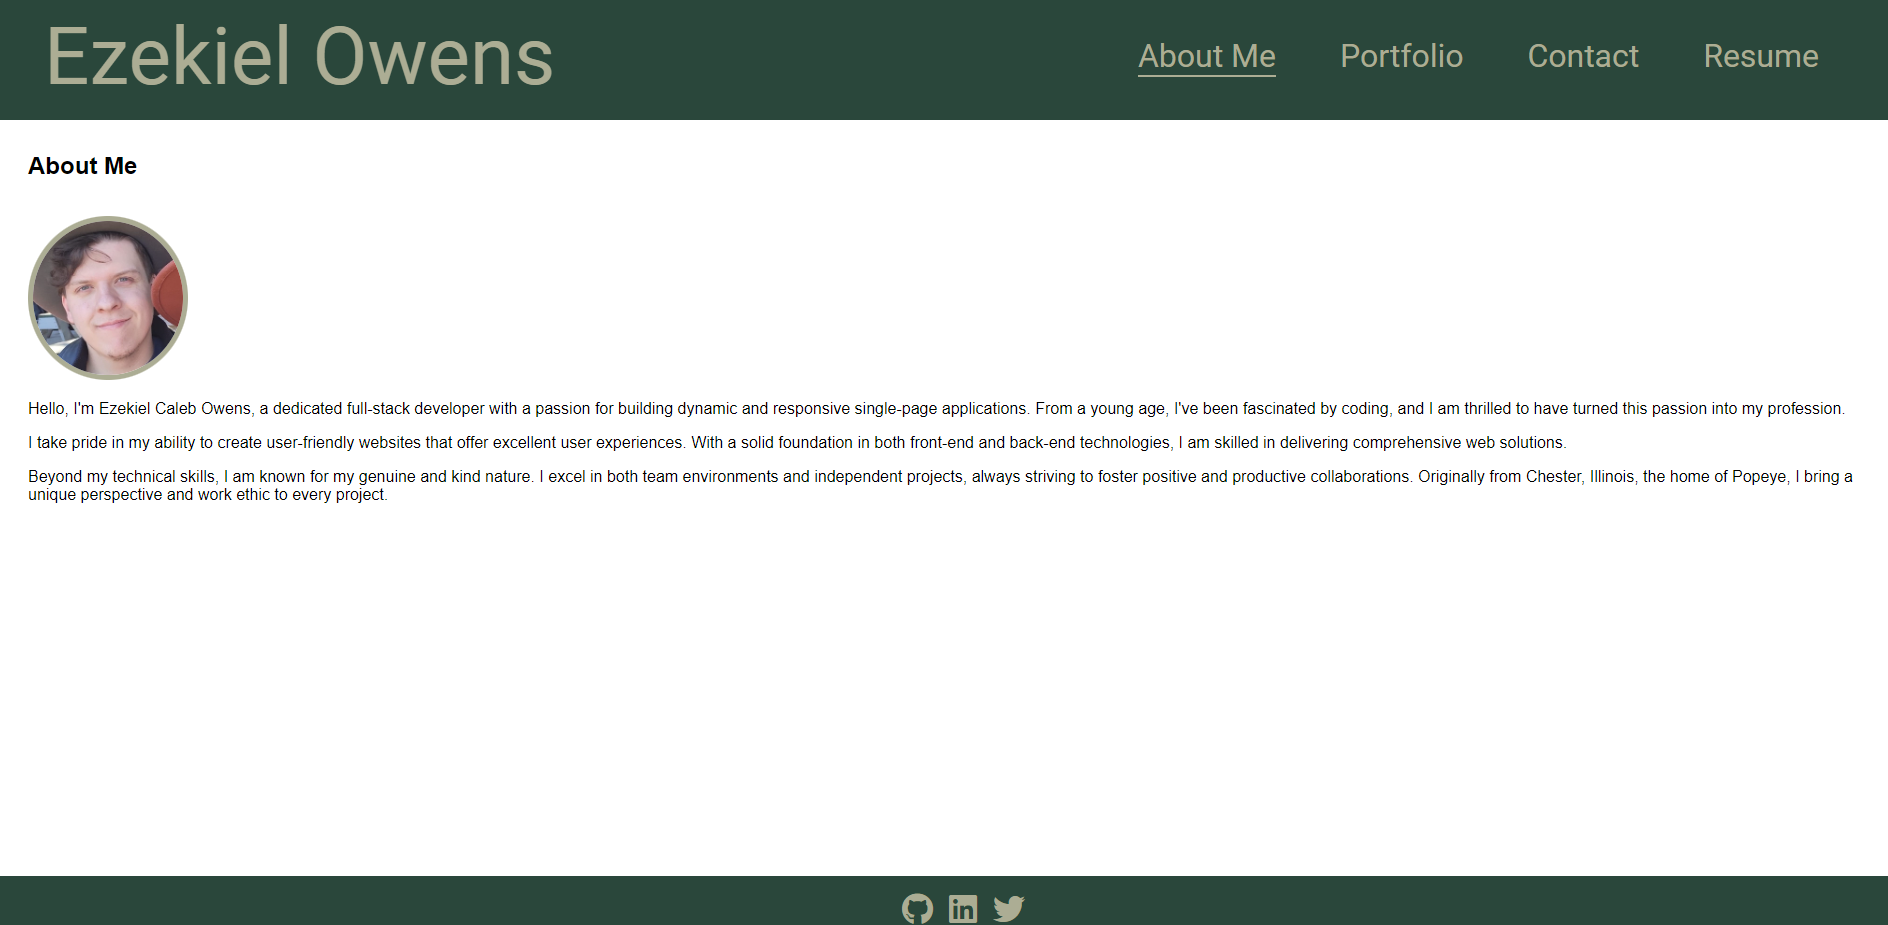 Ezekiel Owens
About Me Portfolio Contact Resume
About Me
Hello, I'm Ezekiel Caleb Owens, a dedicated full-stack developer with a passion for building dynamic and responsive single-page applications. From a young age, I've been fascinated by coding, and I am thrilled to have turned this passion into my profession.
I take pride in my ability to create user-friendly websites that offer excellent user experiences. With a solid foundation in both front-end and back-end technologies, I am skilled in delivering comprehensive web solutions.
Beyond my technical skills, I am known for my genuine and kind nature. I excel in both team environments and independent projects, always striving to foster positive and productive collaborations. Originally from Chester, Illinois, the home of Popeye, I bring a
unique perspective and work ethic to every project.
in